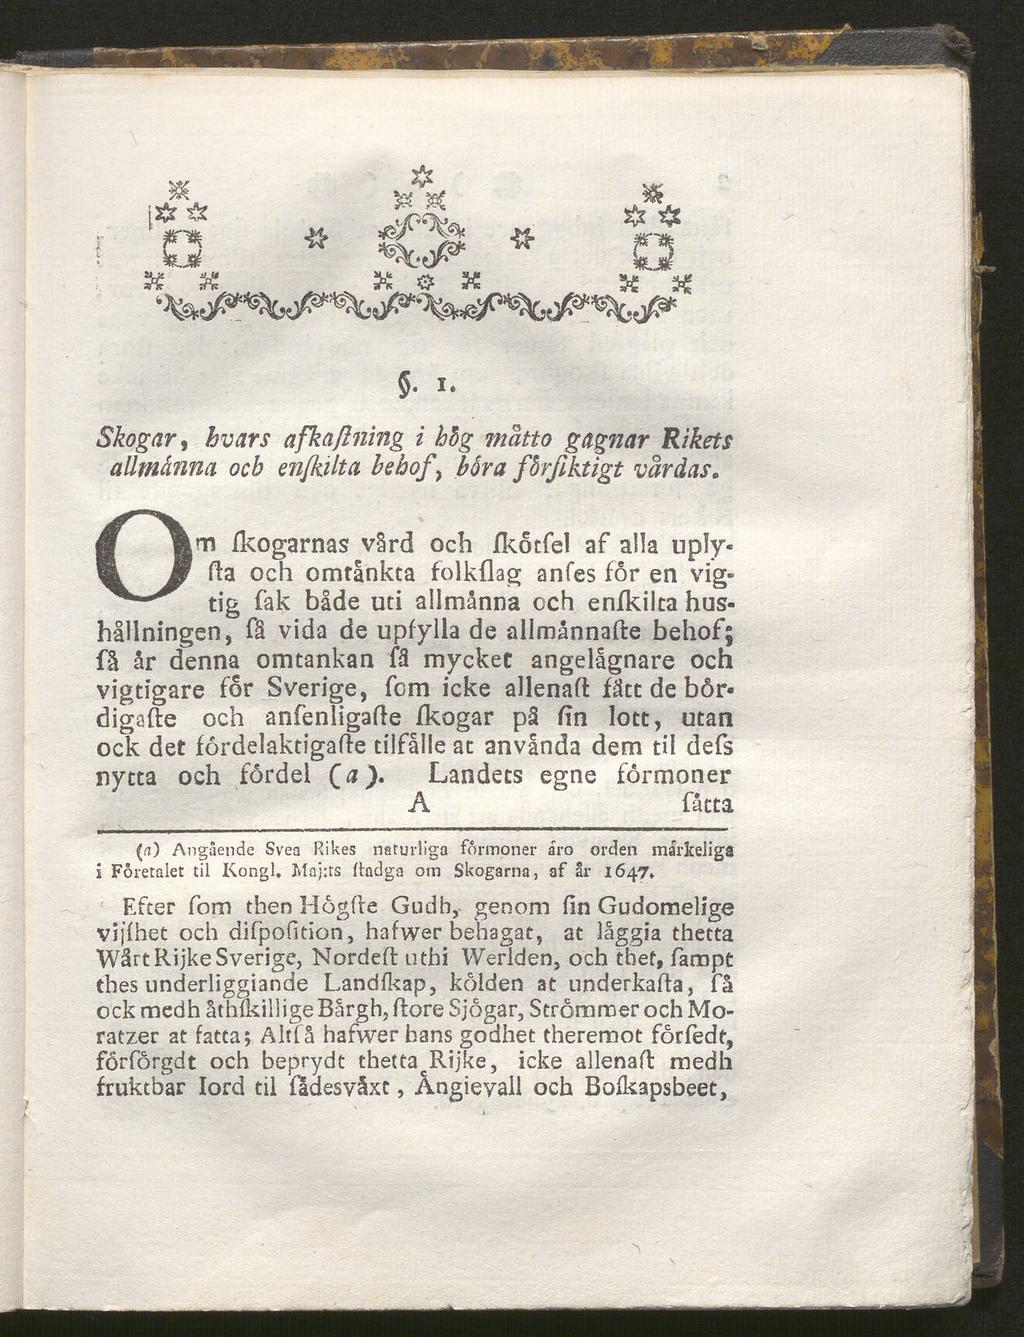 §. 1.
Skogar, hvars afkaſtning i hög måtto gagnar Rikets
allmänna och enſkilta behof, böra förſiktigt vårdas.
Om ſkogarnas vård och ſkötſel af alla uply-
ſta och omtänkta folkſlag anſes för en vig-
tig ſak både uti allmänna och enſkilta hus-
hållningen, ſå vida de upfylla de allmännaſte behof;
ſå är denna omtankan ſå mycket angelägnare och
vigtigare för Sverige, ſom icke allenaſt fått de bör-
digaſte och anſenligaſte ſkogar på ſin lott, utan
ock det fördelaktigaſte tilfälle at använda dem til deſs
nytta och fördel (a). Landets egne förmoner
A ſätta
(a) Angäende Svea Rikes naturliga förmoner äro orden märkeliga
i Företalet til Kongl. Maj:ts ſtadga om Skogarna, af år 1647.
Efter ſom then Högſte Gudh, genom ſin Gudomelige
vijſhet och diſpoſition, hafwer behagat, at läggia thetta
Wårt Rijke Sverige, Nordeſt uthi Werlden, och thet, ſampt
thes underliggiande Landſkap, kölden at underkaſta, ſå
ock medh åthſkillige Bärgh, ſtore Sjögar, Strömmer och Mo-
ratzer at fatta; Altſå hafwer hans godhet theremot förſedt,
förſörgdt och beprydt thetta Rijke, icke allenaſt medh
fruktbar Iord til ſädesväxt, Ängievall och Boſkapsbeet,